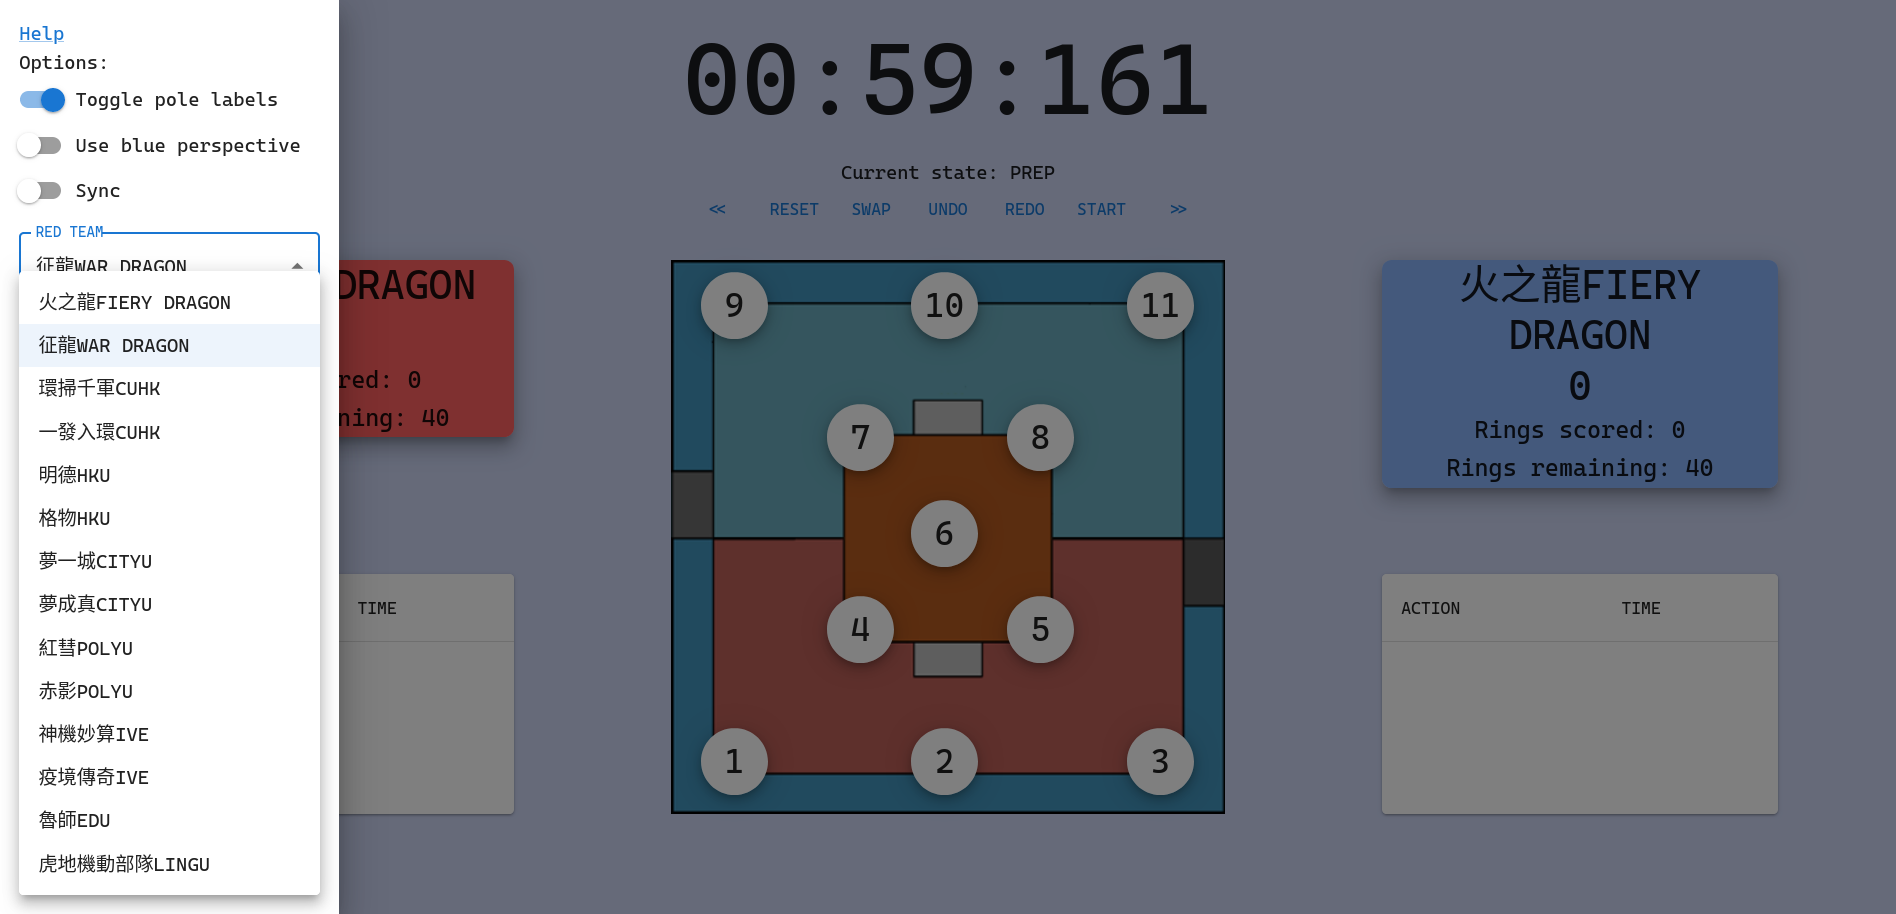 Help
Options:
Toggle pole labels
Use blue perspective
Sync
RED TEAM
征龍WAR DRAGON
火之龍FIERY DRAGON
征龍WAR DRAGON
環掃千軍CUHK
一發入環CUHK
明德HKU
格物HKU
夢一城CITYU
夢成真CITYU
紅彗POLYU
赤影POLYU
神機妙算IVE
疫境傳奇IVE
魯師EDU
虎地機動部隊LINGU
00:59:161
Current state: PREP
<< RESET SWAP UNDO REDO START >>
DRAGON
red: 0
ning: 40
TIME
9 10 11
7 8
6
4 5
1 2 3
火之龍FIERY
DRAGON
0
Rings scored: 0
Rings remaining: 40
ACTION TIME